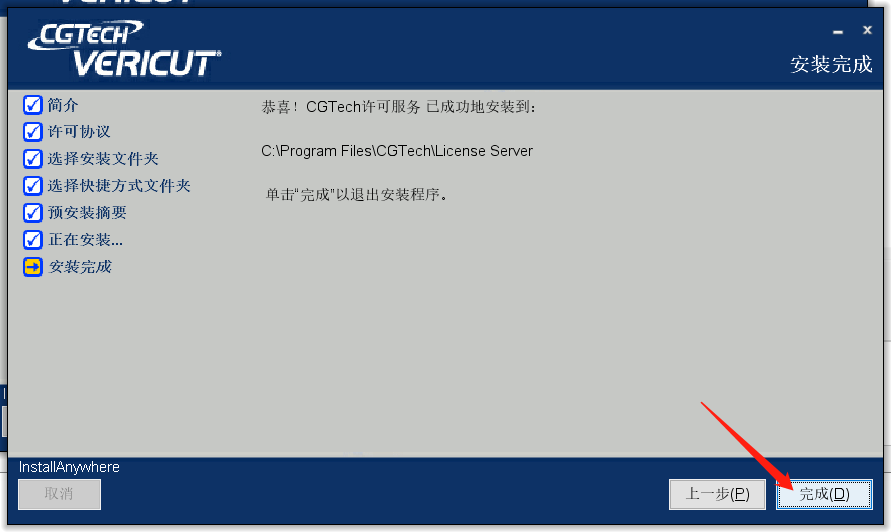 CGTECH
VERICUT®
安装完成
简介
许可协议
选择安装文件夹
选择快捷方式文件夹
预安装摘要
正在安装...
安装完成
恭喜！CGTech许可服务 已成功地安装到：
C:\Program Files\CGTech\License Server
单击“完成”以退出安装程序。
InstallAnywhere
取消
上一步(P)
完成(D)